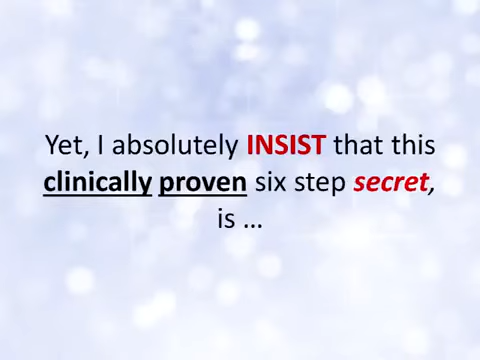 Yet, I absolutely INSIST that this
clinically proven six step secret,
is ...